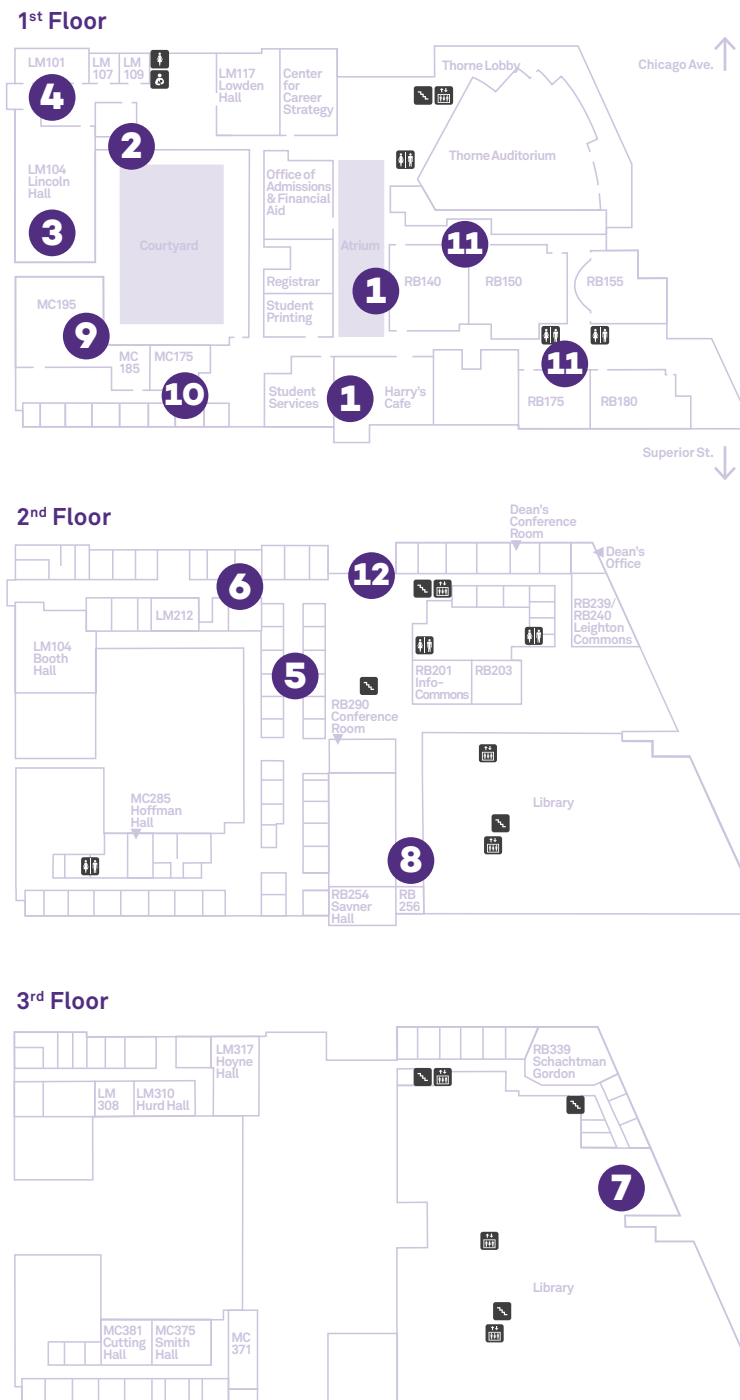 1st Floor
LM101
LM
107
LM
109
LM117
Lowden
Hall
Center
for
Career
Strategy
Thorne Lobby
Chicago Ave.
4
2
Thorne Auditorium
LM104
Lincoln
Hall
Office of
Admissions
& Financial
Aid
3
Courtyard
Atrium
11
Registrar
1
RB140
RB150
RB155
MC195
Student
Printing
9
MC
185
MC175
11
10
Student
Services
1
Harry's
Cafe
RB175
RB180
Superior St.
2nd Floor
Dean's
Conference
Room
Dean's
Office
6
12
LM212
RB239/
RB240
Leighton
Commons
LM104
Booth
Hall
5
RB201
Info-
Commons
RB203
RB290
Conference
Room
MC285
Hoffman
Hall
Library
8
RB254
Savner
Hall
RB
256
3rd Floor
LM317
Hoyne
Hall
RB339
Schachtman
Gordon
LM
308
LM310
Hurd Hall
7
Library
MC381
Cutting
Hall
MC375
Smith
Hall
MC
371